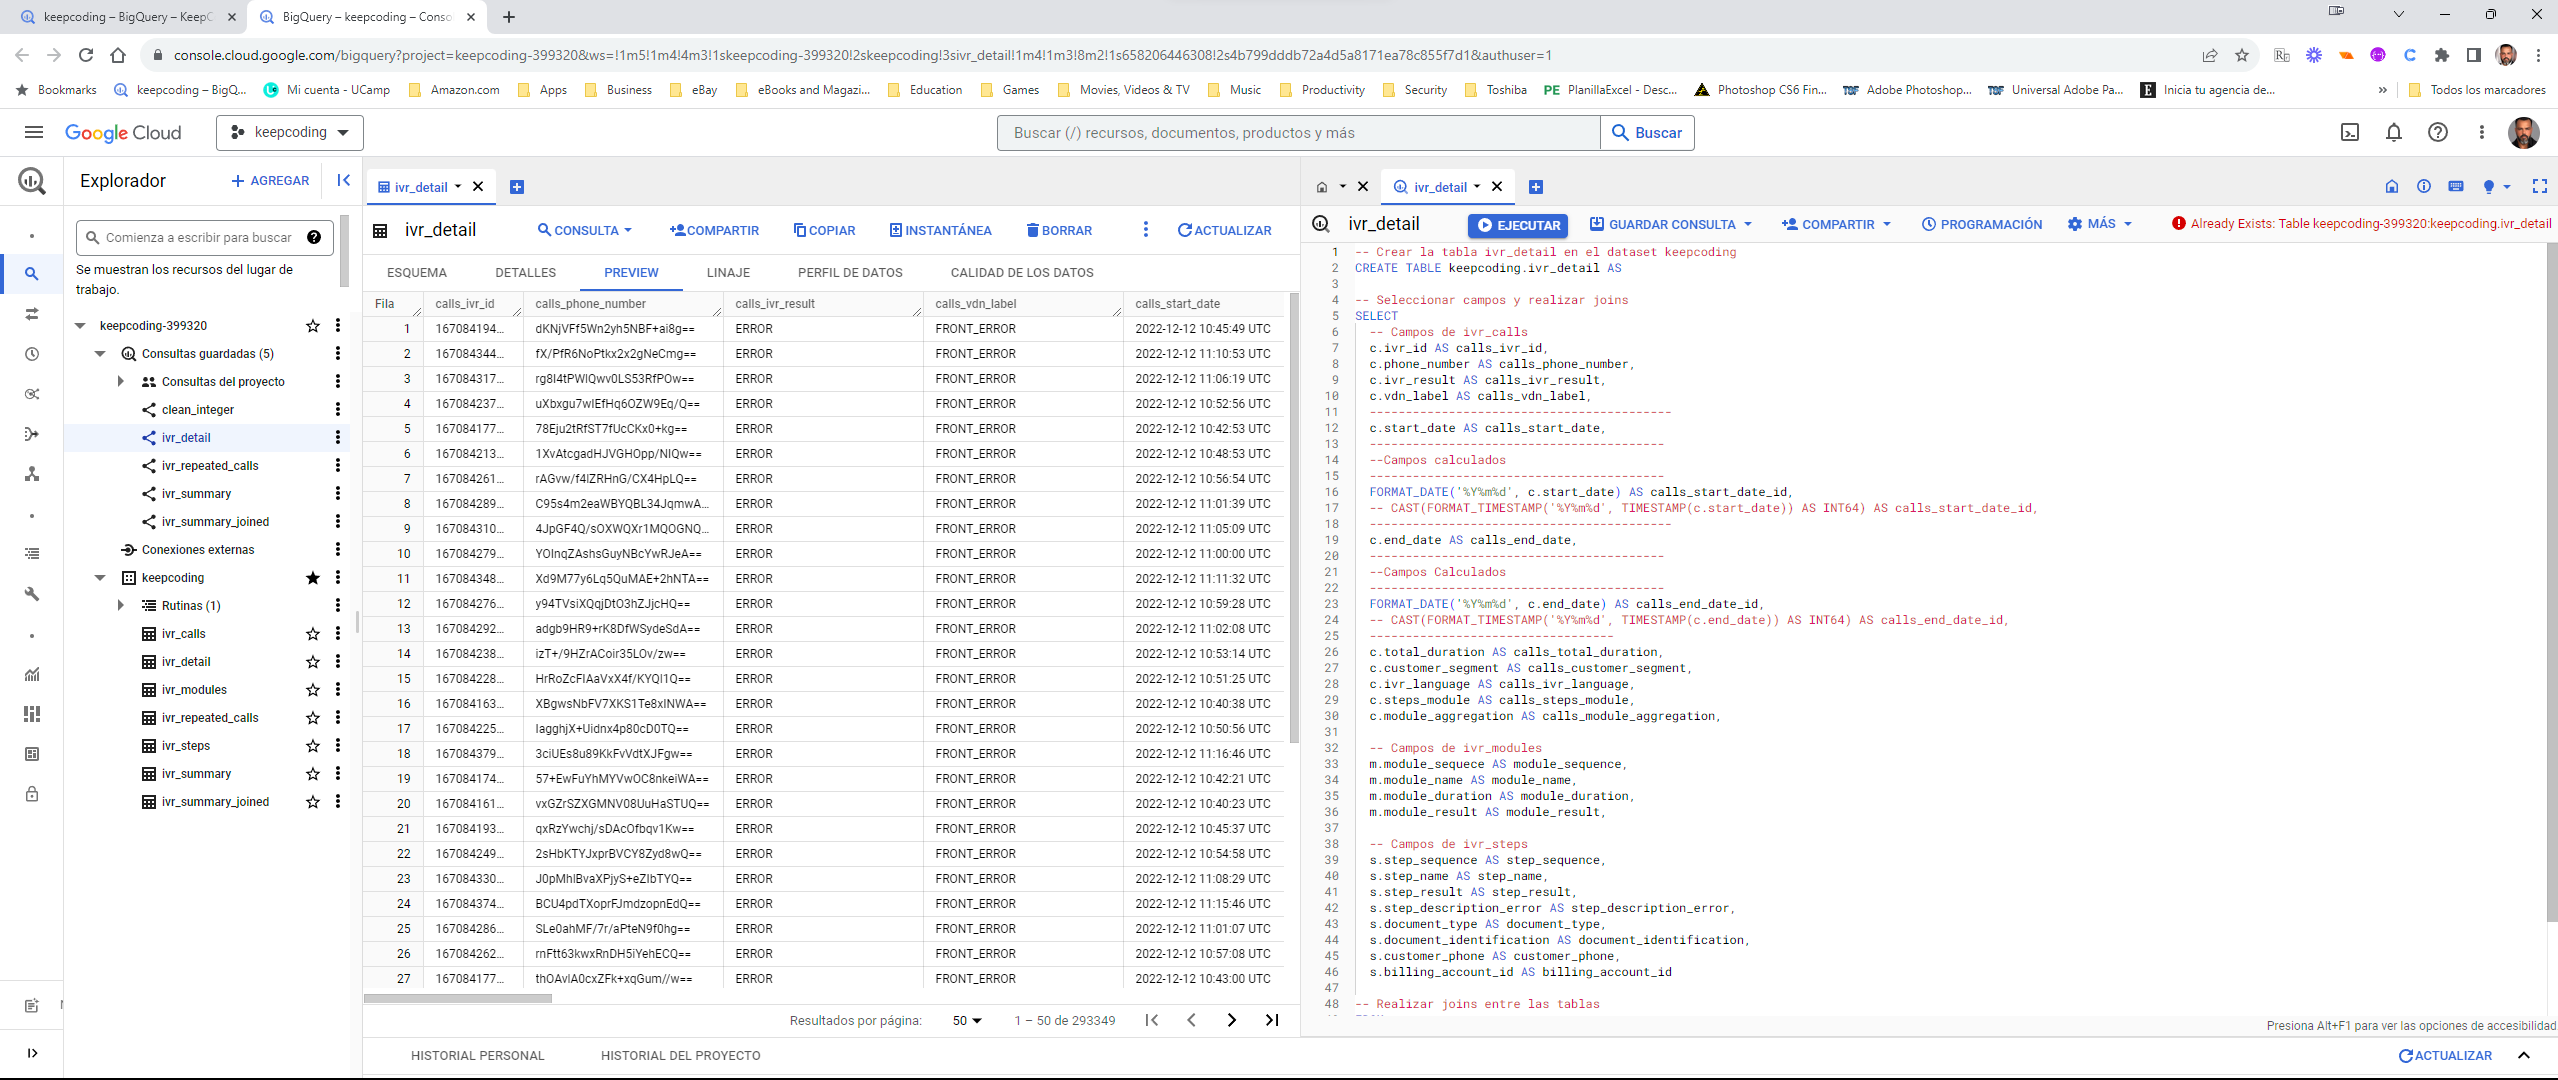 keepcoding – BigQuery – KeepC
BigQuery – keepcoding – Conso
console.cloud.google.com/bigquery?project=keepcoding-399320&ws=!1m5!1m4!4m3!1skeepcoding-399320!2skeepcoding!3sivr_detail!1m4!1m3!8m2!1s658206446308!2s4b799dddb72a4d5a8171ea78c855f7d1&authuser=1
Bookmarks
keepcoding – BigQ...
Mi cuenta - UCamp
Amazon.com
Apps
Business
eBay
eBooks and Magazi...
Education
Games
Movies, Videos & TV
Music
Productivity
Security
Toshiba
PE PlanillaExcel - Desc...
Photoshop CS6 Fin...
Adobe Photoshop...
Universal Adobe Pa...
Inicia tu agencia de...
Todos los marcadores
Google Cloud
keepcoding
Buscar (/) recursos, documentos, productos y más
Buscar
Explorador
AGREGAR
Comienza a escribir para buscar
Se muestran los recursos del lugar de
trabajo.
keepcoding-399320
Consultas guardadas (5)
Consultas del proyecto
clean_integer
ivr_detail
ivr_repeated_calls
ivr_summary
ivr_summary_joined
Conexiones externas
keepcoding
Rutinas (1)
ivr_calls
ivr_detail
ivr_modules
ivr_repeated_calls
ivr_steps
ivr_summary
ivr_summary_joined
ivr_detail
ivr_detail
CONSULTA
COMPARTIR
COPIAR
INSTANTÁNEA
BORRAR
ACTUALIZAR
ESQUEMA
DETALLES
PREVIEW
LINAJE
PERFIL DE DATOS
CALIDAD DE LOS DATOS
Fila calls_ivr_id calls_phone_number calls_ivr_result calls_vdn_label calls_start_date
1 167084194... dKNjVFf5Wn2yh5NBF+ai8g== ERROR FRONT_ERROR 2022-12-12 10:45:49 UTC
2 167084344... fX/PfR6NoPtkx2x2gNeCmg== ERROR FRONT_ERROR 2022-12-12 11:10:53 UTC
3 167084317... rg8I4tPWlQwv0LS53RfPOw== ERROR FRONT_ERROR 2022-12-12 11:06:19 UTC
4 167084237... uXbxgu7wIEfHq6OZW9Eq/Q== ERROR FRONT_ERROR 2022-12-12 10:52:56 UTC
5 167084177... 78Eju2tRfST7fUcCKx0+kg== ERROR FRONT_ERROR 2022-12-12 10:42:53 UTC
6 167084213... 1XvAtcgadHJVGHOpp/NIQw== ERROR FRONT_ERROR 2022-12-12 10:48:53 UTC
7 167084261... rAGvw/f4lZRHnG/CX4HpLQ== ERROR FRONT_ERROR 2022-12-12 10:56:54 UTC
8 167084289... C95s4m2eaWBYQBL34JqmwA... ERROR FRONT_ERROR 2022-12-12 11:01:39 UTC
9 167084310... 4JpGF4Q/sOXWQXr1MQOGNQ... ERROR FRONT_ERROR 2022-12-12 11:05:09 UTC
10 167084279... YOInqZAshsGuyNBcYwRJeA== ERROR FRONT_ERROR 2022-12-12 11:00:00 UTC
11 167084348... Xd9M77y6Lq5QuMAE+2hNTA== ERROR FRONT_ERROR 2022-12-12 11:11:32 UTC
12 167084276... y94TVsiXQqjDtO3hZJjcHQ== ERROR FRONT_ERROR 2022-12-12 10:59:28 UTC
13 167084292... adgb9HR9+rK8DfWSydeSdA== ERROR FRONT_ERROR 2022-12-12 11:02:08 UTC
14 167084238... izT+/9HZrACoir35LOv/zw== ERROR FRONT_ERROR 2022-12-12 10:53:14 UTC
15 167084228... HrRoZcFIAaVxX4f/KYQI1Q== ERROR FRONT_ERROR 2022-12-12 10:51:25 UTC
16 167084163... XBgwsNbFV7XKS1Te8xINWA== ERROR FRONT_ERROR 2022-12-12 10:40:38 UTC
17 167084225... IagghjX+Uidnx4p80cD0TQ== ERROR FRONT_ERROR 2022-12-12 10:50:56 UTC
18 167084379... 3ciUEs8u89KkFvVdtXJFgw== ERROR FRONT_ERROR 2022-12-12 11:16:46 UTC
19 167084174... 57+EwFuYhMYVwOC8nkeiWA== ERROR FRONT_ERROR 2022-12-12 10:42:21 UTC
20 167084161... vxGZrSZXGMNV08UuHaSTUQ== ERROR FRONT_ERROR 2022-12-12 10:40:23 UTC
21 167084193... qxRzYwchj/sDAcOfbqv1Kw== ERROR FRONT_ERROR 2022-12-12 10:45:37 UTC
22 167084249... 2sHbKTYJxprBVCY8Zyd8wQ== ERROR FRONT_ERROR 2022-12-12 10:54:58 UTC
23 167084330... J0pMhIBvaXPjyS+eZIbTYQ== ERROR FRONT_ERROR 2022-12-12 11:08:29 UTC
24 167084374... BCU4pdTXoprFJmdzopnEdQ== ERROR FRONT_ERROR 2022-12-12 11:15:46 UTC
25 167084286... SLe0ahMF/7r/aPteN9f0hg== ERROR FRONT_ERROR 2022-12-12 11:01:07 UTC
26 167084262... rnFtt63kwxRnDH5iYehECQ== ERROR FRONT_ERROR 2022-12-12 10:57:08 UTC
27 167084177... thOAvlA0cxZFk+xqGum//w== ERROR FRONT_ERROR 2022-12-12 10:43:00 UTC
Resultados por página: 50 1 – 50 de 293349
ivr_detail
ivr_detail
EJECUTAR
GUARDAR CONSULTA
COMPARTIR
PROGRAMACIÓN
MÁS
Already Exists: Table keepcoding-399320:keepcoding.ivr_detail
1 -- Crear la tabla ivr_detail en el dataset keepcoding
2 CREATE TABLE keepcoding.ivr_detail AS
3
4 -- Seleccionar campos y realizar joins
5 SELECT
6 -- Campos de ivr_calls
7 c.ivr_id AS calls_ivr_id,
8 c.phone_number AS calls_phone_number,
9 c.ivr_result AS calls_ivr_result,
10 c.vdn_label AS calls_vdn_label,
11 ------------------------------------------
12 c.start_date AS calls_start_date,
13 -----------------------------------------
14 --Campos calculados
15 -----------------------------------------
16 FORMAT_DATE('%Y%m%d', c.start_date) AS calls_start_date_id,
17 -- CAST(FORMAT_TIMESTAMP('%Y%m%d', TIMESTAMP(c.start_date)) AS INT64) AS calls_start_date_id,
18 ------------------------------------------
19 c.end_date AS calls_end_date,
20 -----------------------------------------
21 --Campos Calculados
22 -----------------------------------------
23 FORMAT_DATE('%Y%m%d', c.end_date) AS calls_end_date_id,
24 -- CAST(FORMAT_TIMESTAMP('%Y%m%d', TIMESTAMP(c.end_date)) AS INT64) AS calls_end_date_id,
25 ----------------------------------
26 c.total_duration AS calls_total_duration,
27 c.customer_segment AS calls_customer_segment,
28 c.ivr_language AS calls_ivr_language,
29 c.steps_module AS calls_steps_module,
30 c.module_aggregation AS calls_module_aggregation,
31
32 -- Campos de ivr_modules
33 m.module_sequece AS module_sequence,
34 m.module_name AS module_name,
35 m.module_duration AS module_duration,
36 m.module_result AS module_result,
37
38 -- Campos de ivr_steps
39 s.step_sequence AS step_sequence,
40 s.step_name AS step_name,
41 s.step_result AS step_result,
42 s.step_description_error AS step_description_error,
43 s.document_type AS document_type,
44 s.document_identification AS document_identification,
45 s.customer_phone AS customer_phone,
46 s.billing_account_id AS billing_account_id
47
48 -- Realizar joins entre las tablas
Presiona Alt+F1 para ver las opciones de accesibilidad
HISTORIAL PERSONAL
HISTORIAL DEL PROYECTO
ACTUALIZAR